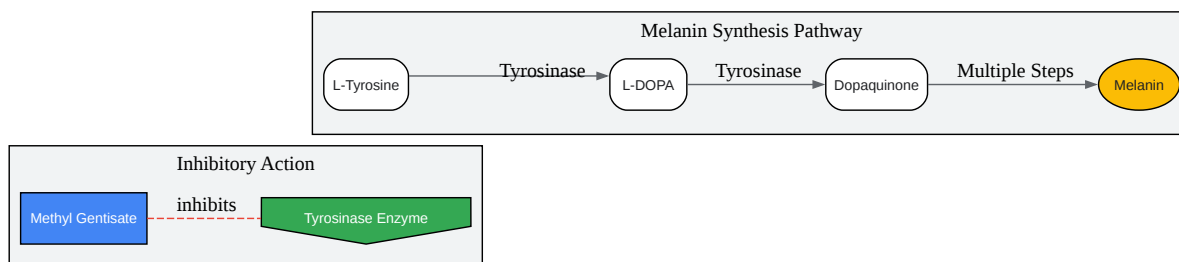 Melanin Synthesis Pathway
L-Tyrosine
Tyrosinase
L-DOPA
Tyrosinase
Dopaquinone
Multiple Steps
Melanin
Inhibitory Action
Methyl Gentisate
inhibits
Tyrosinase Enzyme